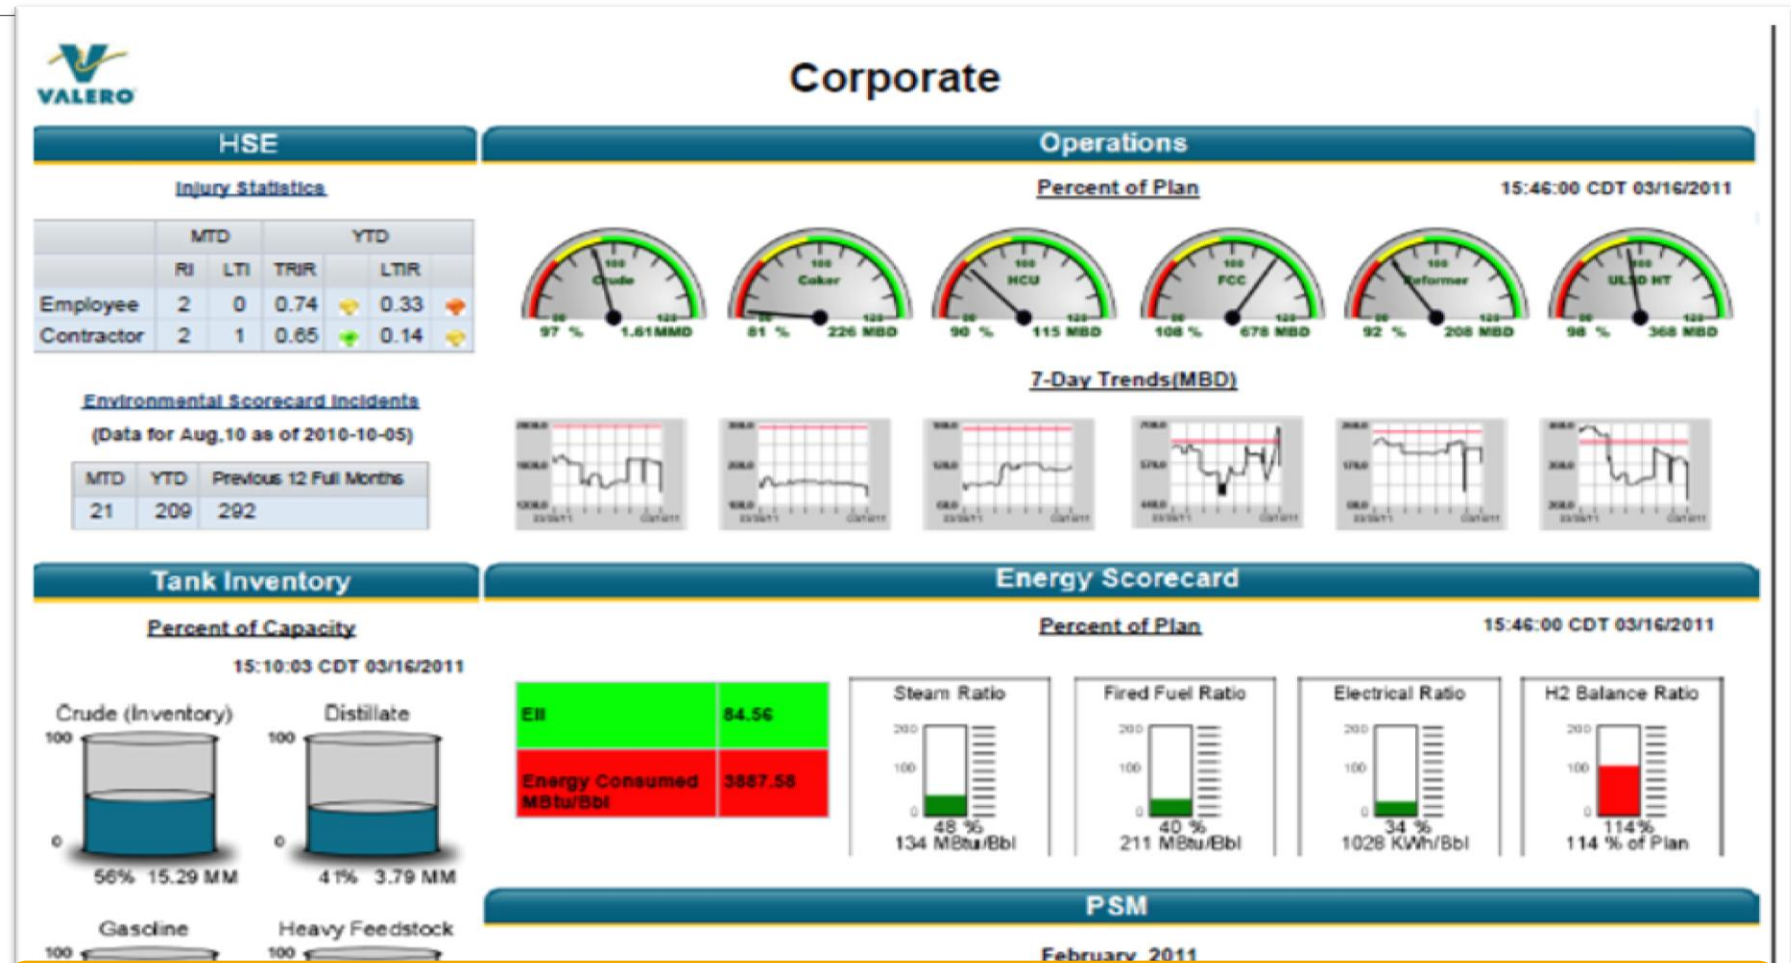 VALERO
Corporate
HSE
Injury Statistics
MTD YTD
RI LTI TRIR LTIR
Employee 2 0 0.74 0.33
Contractor 2 1 0.65 0.14
Environmental Scorecard Incidents
(Data for Aug,10 as of 2010-10-05)
MTD YTD Previous 12 Full Months
21 209 292
Operations
Percent of Plan 15:46:00 CDT 03/16/2011
100 100 100 100 100 100
Crude Coker HCU FCC Reformer ULSD HT
97 % 1.61MMD 81 % 226 MBD 90 % 115 MBD 108 % 678 MBD 92 % 208 MBD 98 % 368 MBD
7-Day Trends(MBD)
Tank Inventory
Percent of Capacity
15:10:03 CDT 03/16/2011
Crude (Inventory) Distillate
100 100
0 0
56% 15.29 MM 41% 3.79 MM
Gasoline Heavy Feedstock
100 100
Energy Scorecard
Percent of Plan 15:46:00 CDT 03/16/2011
EII 84.56
Energy Consumed 3887.58
MBtu/Bbl
Steam Ratio Fired Fuel Ratio Electrical Ratio H2 Balance Ratio
200 200 200 200
100 100 100 100
0 0 0 0
48 % 40 % 34 % 114%
134 MBtu/Bbl 211 MBtu/Bbl 1028 KWh/Bbl 114 % of Plan
PSM
February 2011